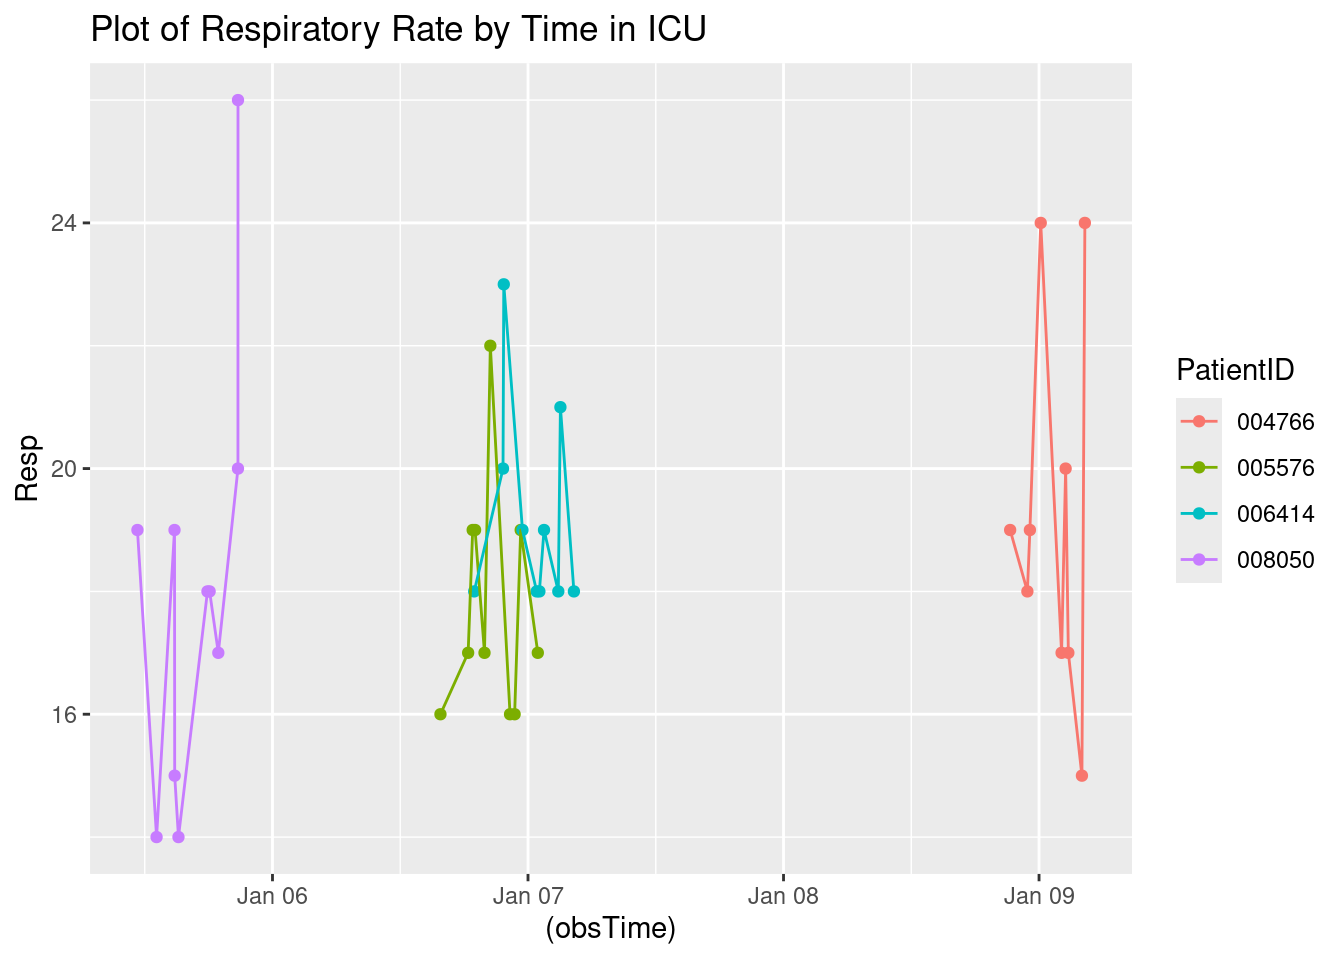 Plot of Respiratory Rate by Time in ICU
24
20
16
Resp
Jan 06
Jan 07
Jan 08
Jan 09
(obsTime)
PatientID
004766
005576
006414
008050